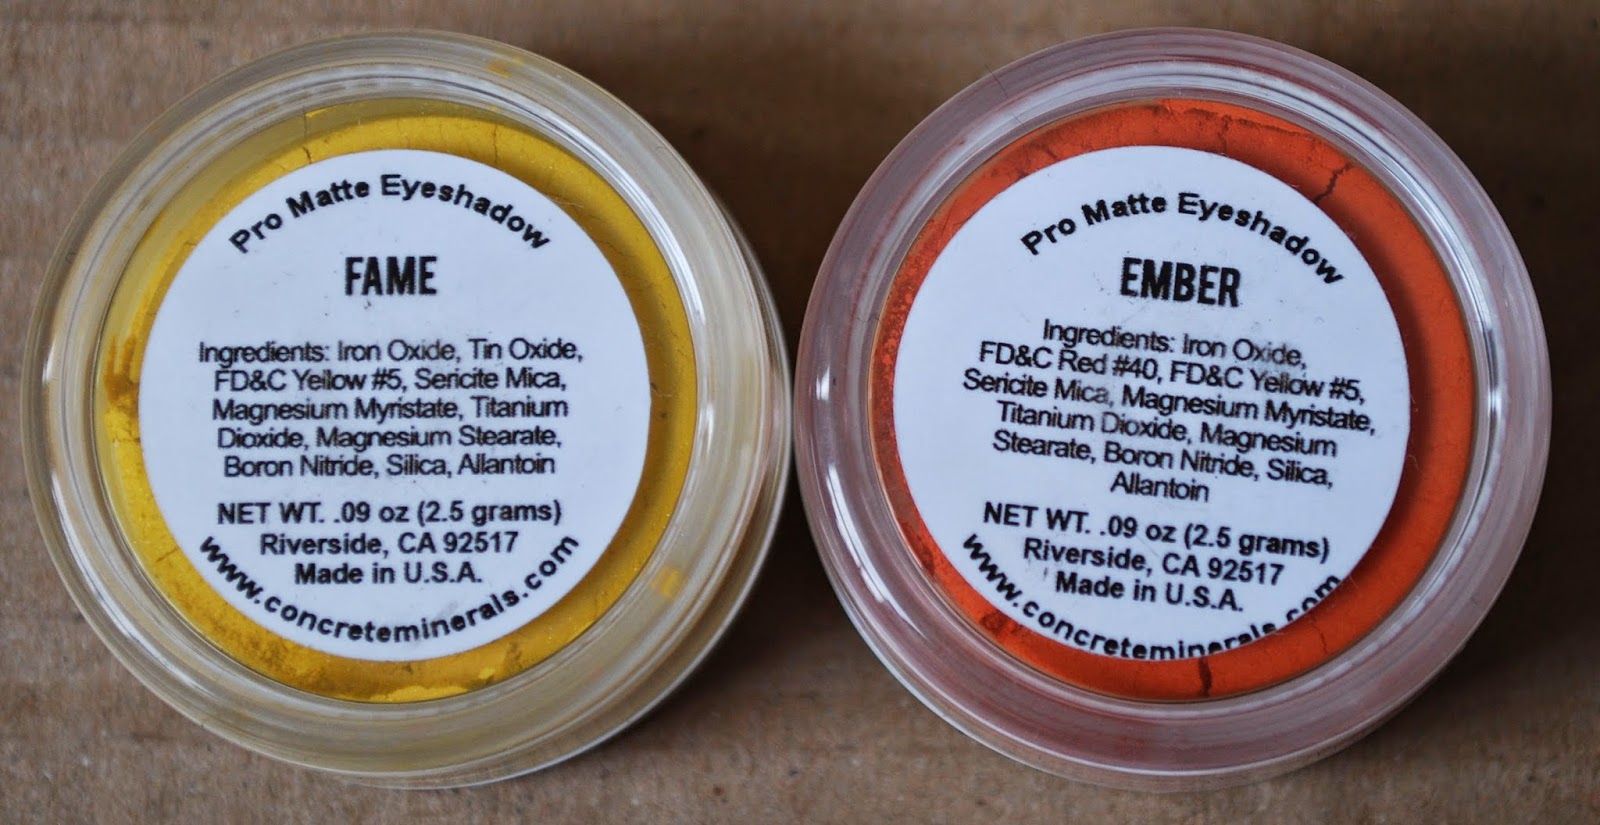 Pro Matte Eyeshadow
FAME
Ingredients: Iron Oxide, Tin Oxide,
FD&C Yellow #5, Sericite Mica,
Magnesium Myristate, Titanium
Dioxide, Magnesium Stearate,
Boron Nitride, Silica, Allantoin
NET WT. .09 oz (2.5 grams)
Riverside, CA 92517
Made in U.S.A.
www.concreteminerals.com
Pro Matte Eyeshadow
EMBER
Ingredients: Iron Oxide,
FD&C Red #40, FD&C Yellow #5,
Sericite Mica, Magnesium Myristate,
Titanium Dioxide, Magnesium
Stearate, Boron Nitride, Silica,
Allantoin
NET WT. .09 oz (2.5 grams)
Riverside, CA 92517
Made in U.S.A.
www.concreteminerals.com